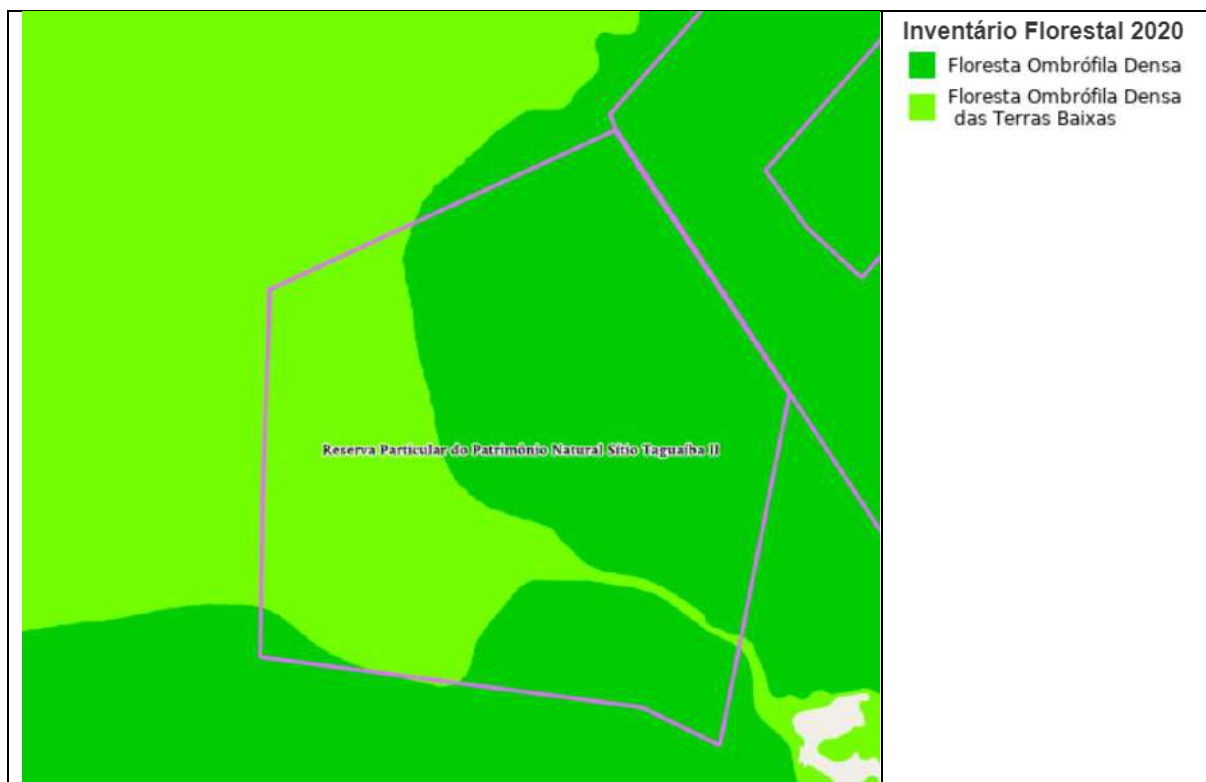 Inventário Florestal 2020
Floresta Ombrófila Densa
Floresta Ombrófila Densa
das Terras Baixas
Reserva Particular do Patrimônio Natural Sítio Taguaíba II